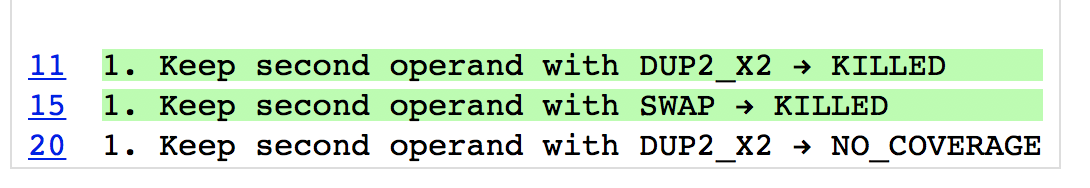 11 1. Keep second operand with DUP2_X2 → KILLED
15 1. Keep second operand with SWAP → KILLED
20 1. Keep second operand with DUP2_X2 → NO_COVERAGE